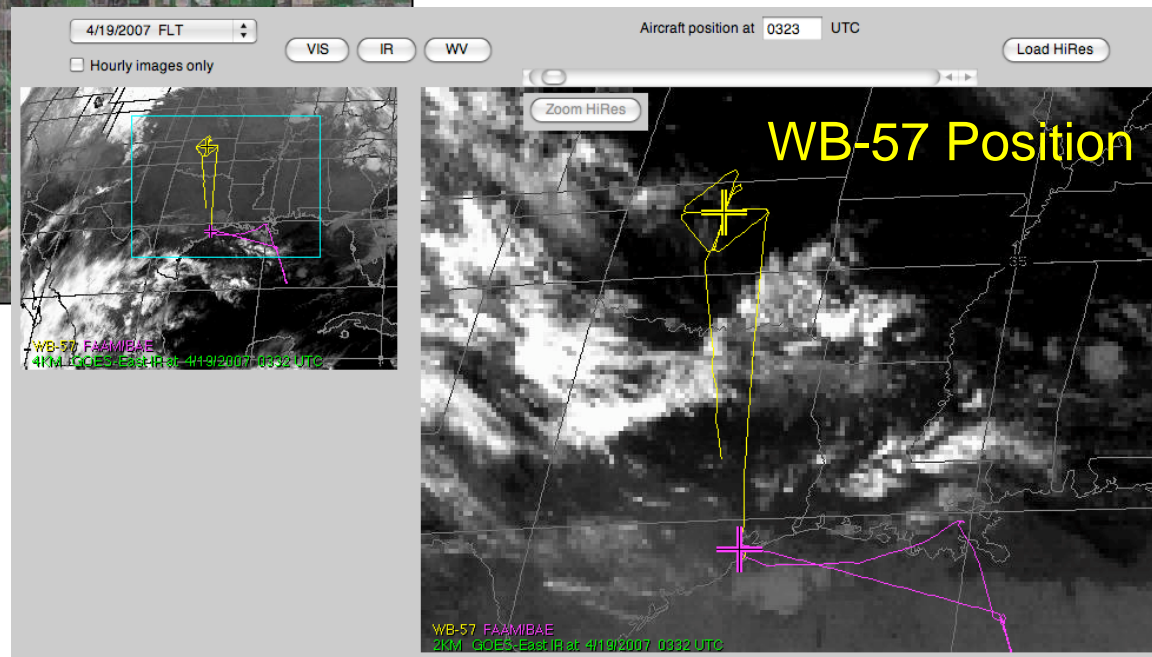 4/19/2007 FLT
Aircraft position at 0323 UTC
VIS IR WV
Load HiRes
Hourly images only
Zoom HiRes
WB-57 Position
35
WB-57 FAAM/BAE
4KM GOES-East IR at 4/19/2007 0332 UTC
WB-57 FAAM/BAE
2KM GOES-East IR at 4/19/2007 0332 UTC